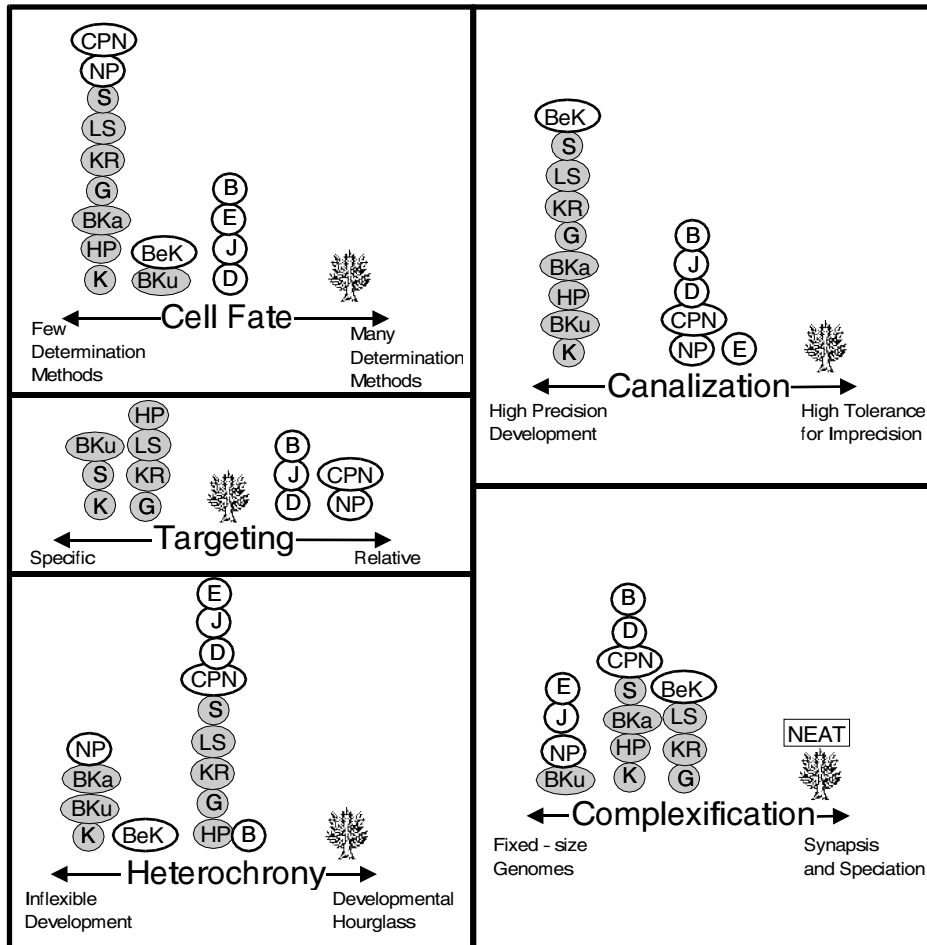 CPN
NP
S
LS
KR
G
BKa
HP
K
BeK
BKu
B
E
J
D
Cell Fate
Few
Determination
Methods
Many
Determination
Methods
BeK
S
LS
KR
G
BKa
HP
BKu
K
B
J
D
CPN
NP
E
Canalization
High Precision
Development
High Tolerance
for Imprecision
BKu
S
K
HP
LS
KR
G
B
J
D
CPN
NP
Targeting
Specific
Relative
NP
BKa
BKu
K
BeK
E
J
D
CPN
S
LS
KR
G
HP
B
Heterochrony
Inflexible
Development
Developmental
Hourglass
E
J
NP
BKu
B
D
CPN
S
BKa
HP
K
BeK
LS
KR
G
NEAT
Complexification
Fixed - size
Genomes
Synapsis
and Speciation